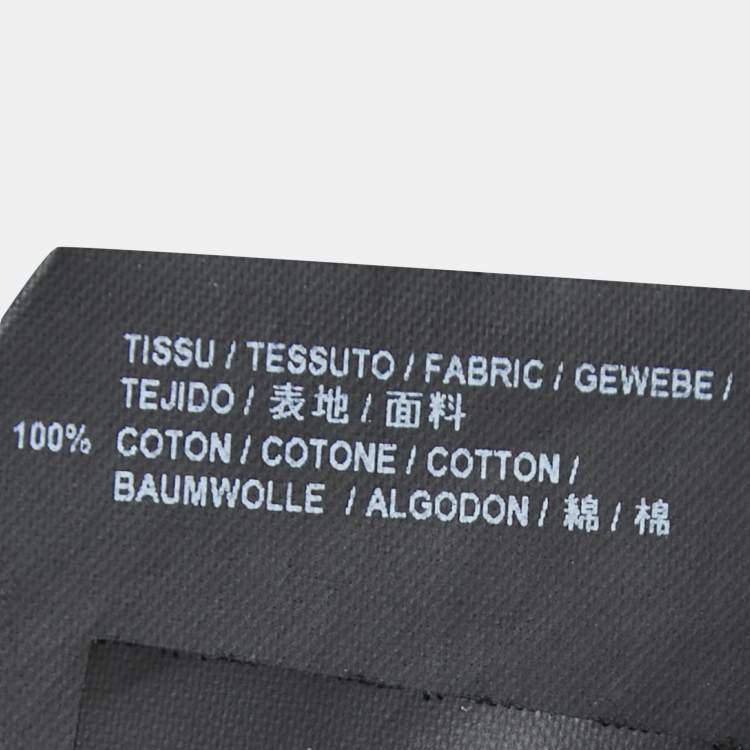 TISSU / TESSUTO / FABRIC / GEWEBE /
TEJIDO / 表地 / 面料
100% COTON / COTONE / COTTON /
BAUMWOLLE / ALGODON / 綿 / 棉